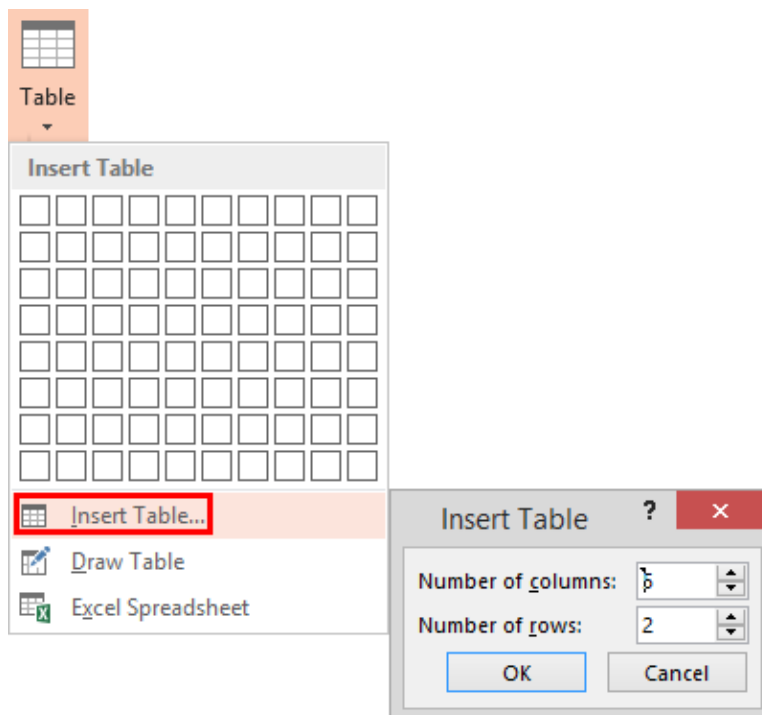 Table
Insert Table
Insert Table...
Draw Table
Excel Spreadsheet
Insert Table ?
Number of columns:
Number of rows: 2
OK Cancel